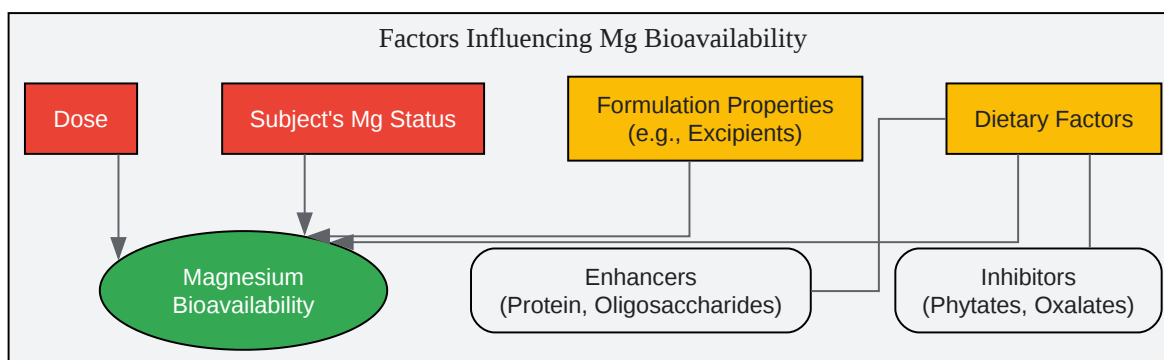 Factors Influencing Mg Bioavailability
Dose
Subject's Mg Status
Formulation Properties
(e.g., Excipients)
Dietary Factors
Magnesium
Bioavailability
Enhancers
(Protein, Oligosaccharides)
Inhibitors
(Phytates, Oxalates)